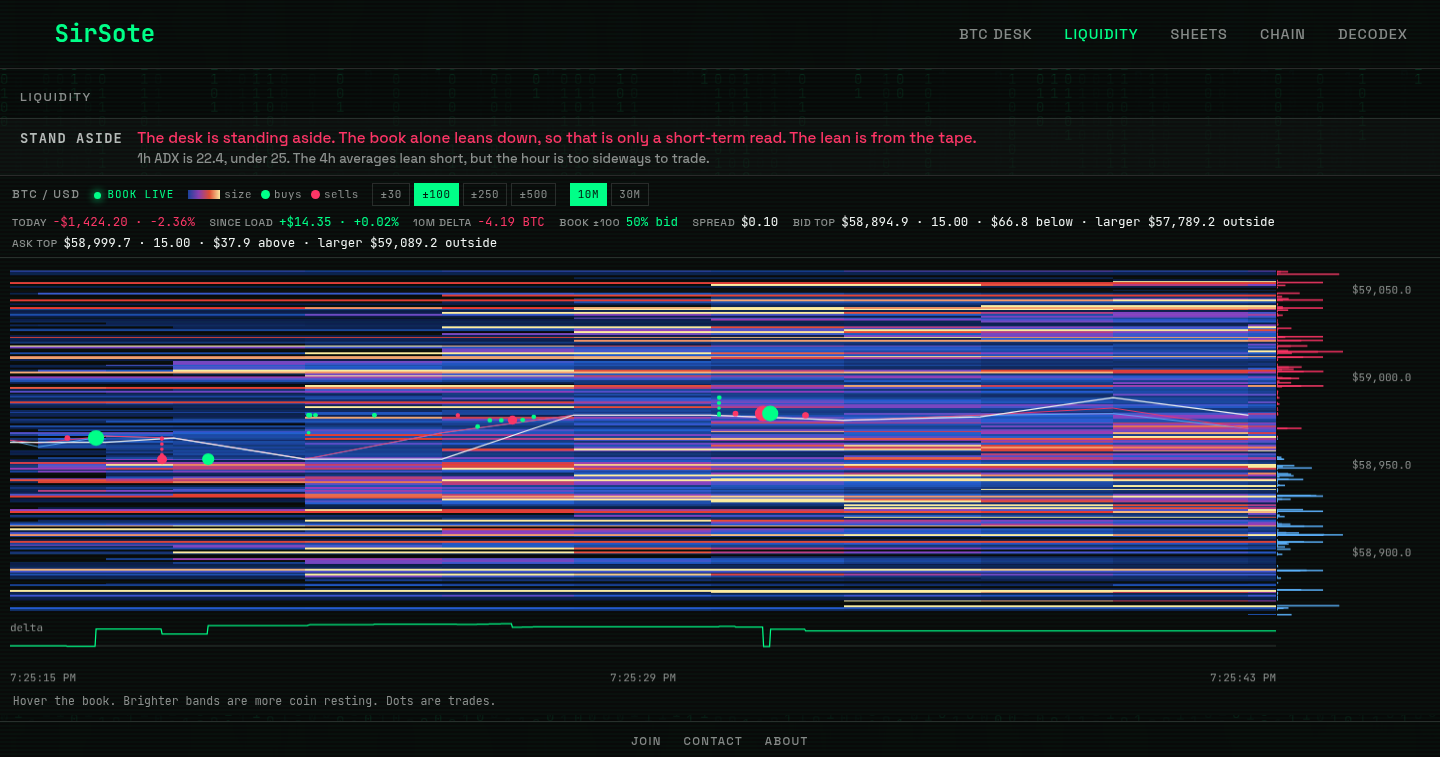 SirSote
BTC DESK LIQUIDITY SHEETS CHAIN DECODEX
LIQUIDITY
STAND ASIDE The desk is standing aside. The book alone leans down, so that is only a short-term read. The lean is from the tape.
1h ADX is 22.4, under 25. The 4h averages lean short, but the hour is too sideways to trade.
BTC / USD BOOK LIVE size buys sells ±30 ±100 ±250 ±500 10M 30M
TODAY -$1,424.20 · -2.36% SINCE LOAD +$14.35 · +0.02% 10M DELTA -4.19 BTC BOOK ±100 50% bid SPREAD $0.10 BID TOP $58,894.9 · 15.00 · $66.8 below · larger $57,789.2 outside
ASK TOP $58,999.7 · 15.00 · $37.9 above · larger $59,089.2 outside
$59,050.0
$59,000.0
$58,950.0
$58,900.0
delta
7:25:15 PM 7:25:29 PM 7:25:43 PM
Hover the book. Brighter bands are more coin resting. Dots are trades.
JOIN CONTACT ABOUT